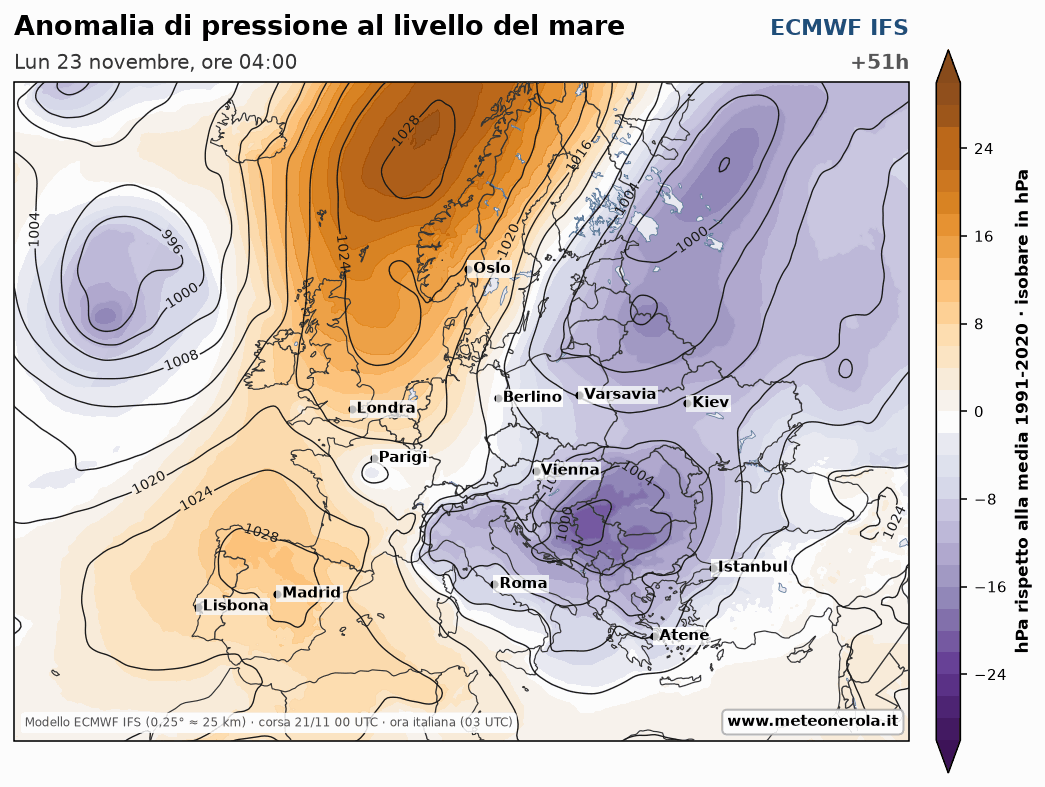 Anomalia di pressione al livello del mare
ECMWF IFS
Lun 23 novembre, ore 04:00
+51h
1028
1016
1004
1004
996
1020
1024
1000
1000
1008
24
16
8
0
−8
−16
−24
hPa rispetto alla media 1991-2020 · isobare in hPa
Oslo
Londra
Berlino
Varsavia
Kiev
Parigi
Vienna
1004
1020
1024
1000
1028
1024
Istanbul
Roma
Madrid
Lisbona
Atene
Modello ECMWF IFS (0,25° ≈ 25 km) · corsa 21/11 00 UTC · ora italiana (03 UTC)
www.meteonerola.it